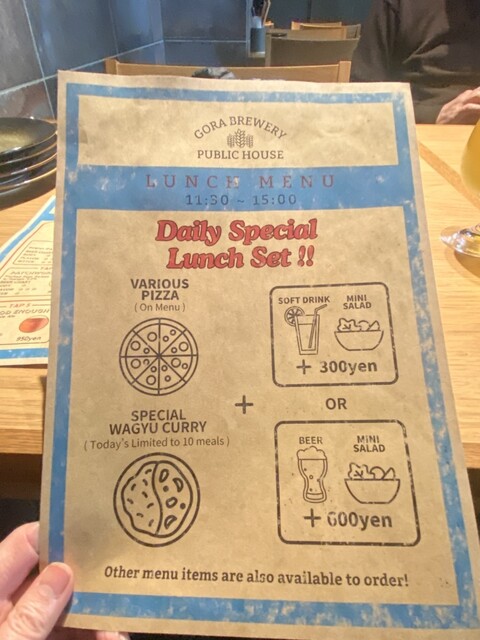 GORA BREWERY
PUBLIC HOUSE
LUNCH MENU
11:30 ~ 15:00
Daily Special
Lunch Set !!
VARIOUS
PIZZA
( On Menu )
SPECIAL
WAGYU CURRY
( Today's Limited to 10 meals )
+
SOFT DRINK
MINI
SALAD
+ 300yen
OR
BEER
MINI
SALAD
+ 600yen
Other menu items are also available to order!
TAPS